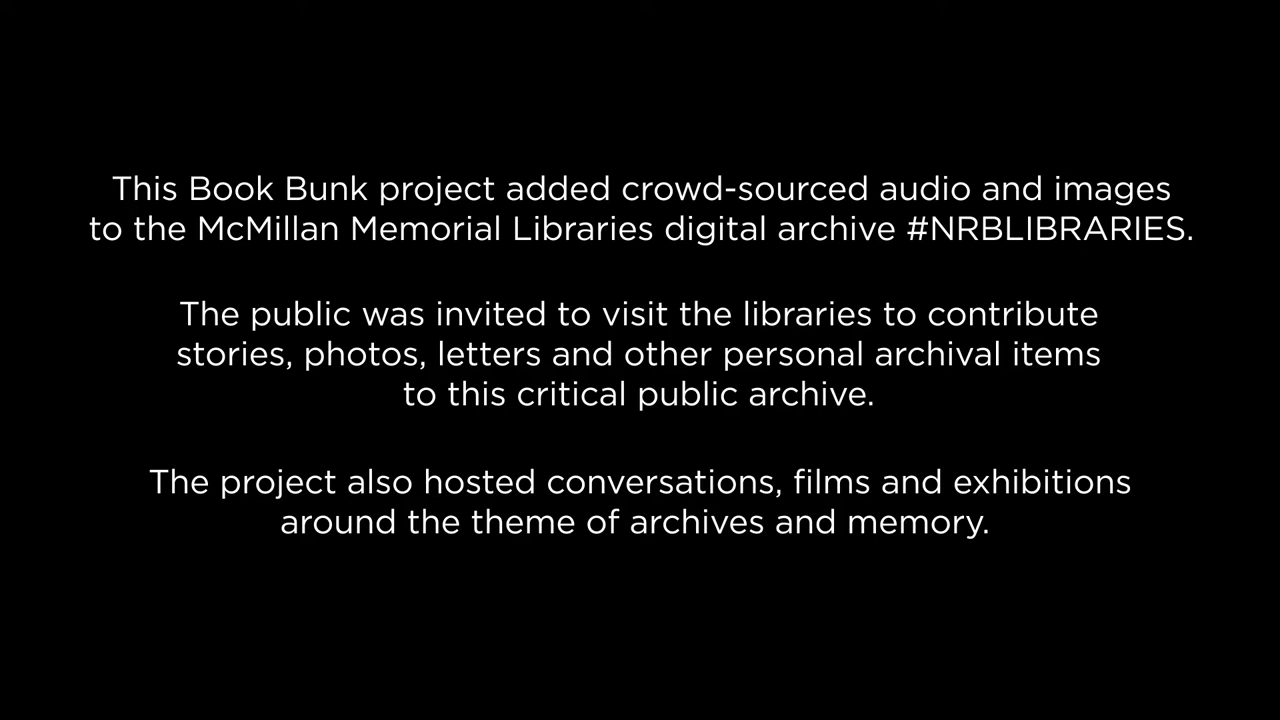 This Book Bunk project added crowd-sourced audio and images
to the McMillan Memorial Libraries digital archive #NRBLIBRARIES.
The public was invited to visit the libraries to contribute
stories, photos, letters and other personal archival items
to this critical public archive.
The project also hosted conversations, films and exhibitions
around the theme of archives and memory.